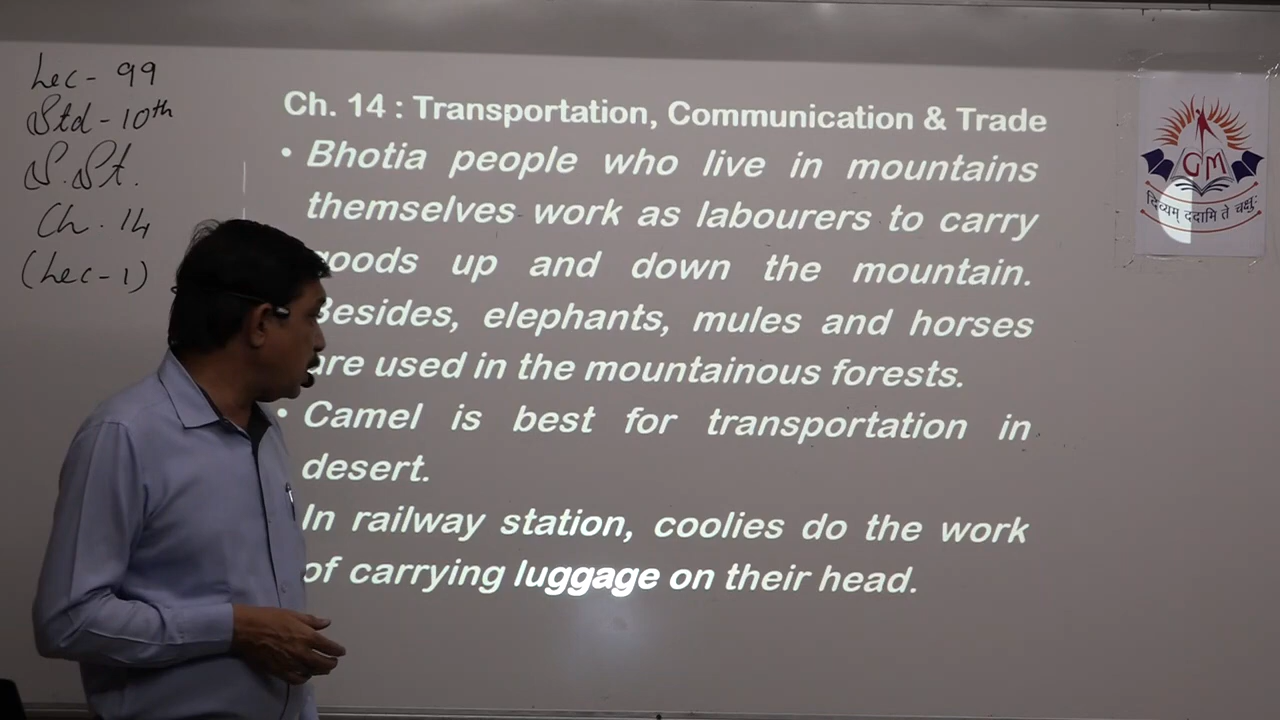 Lec - 99
Std - 10th
S.St.
Ch. 14
(Lec - 1)
Ch. 14 : Transportation, Communication & Trade
• Bhotia people who live in mountains
themselves work as labourers to carry
goods up and down the mountain.
Besides, elephants, mules and horses
are used in the mountainous forests.
• Camel is best for transportation in
desert.
In railway station, coolies do the work
of carrying luggage on their head.
GM
दिव्यम् ददामि ते चक्षुः